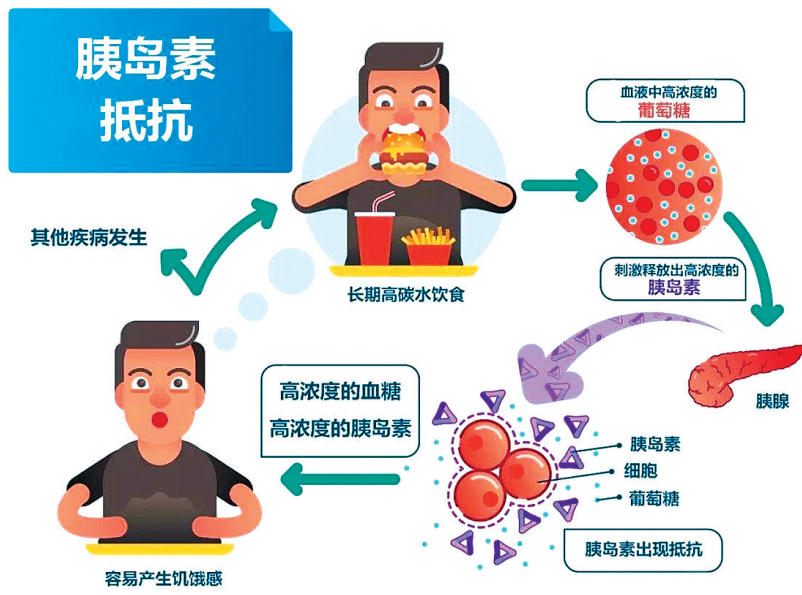 胰岛素
抵抗
血液中高浓度的
葡萄糖
其他疾病发生
长期高碳水饮食
刺激释放出高浓度的
胰岛素
胰腺
高浓度的血糖
高浓度的胰岛素
胰岛素
细胞
葡萄糖
胰岛素出现抵抗
容易产生饥饿感